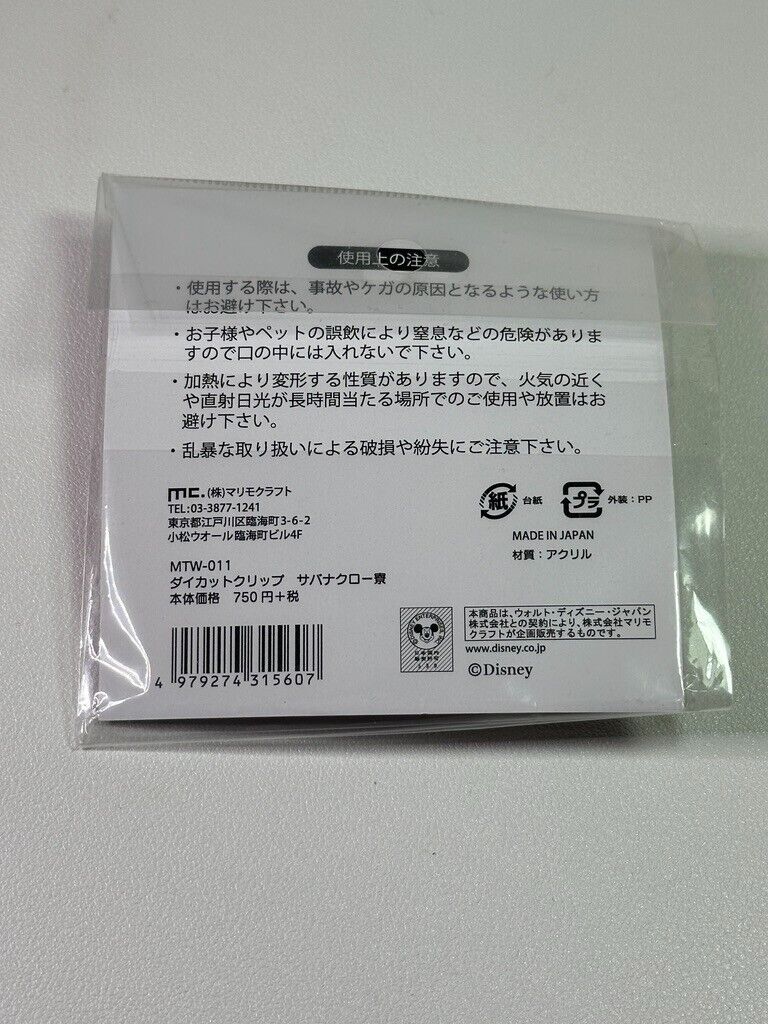 使用上の注意
・使用する際は、事故やケガの原因となるような使い方
はお避け下さい。
・お子様やペットの誤飲により窒息などの危険がありま
すので口の中には入れないで下さい。
・加熱により変形する性質がありますので、火気の近く
や直射日光が長時間当たる場所でのご使用や放置はお
避け下さい。
・乱暴な取り扱いによる破損や紛失にご注意下さい。
mc. (株)マリモクラフト
TEL:03-3877-1241
東京都江戸川区臨海町3-6-2
小松ウオール臨海町ビル4F
紙 台紙
プラ 外装：PP
MADE IN JAPAN
材質：アクリル
MTW-011
ダイカットクリップ サバナクロー寮
本体価格 750円+税
4 979274 315607
本商品は、ウォルト・ディズニー・ジャパン
株式会社との契約により、株式会社マリモ
クラフトが企画販売するものです。
www.disney.co.jp
©Disney